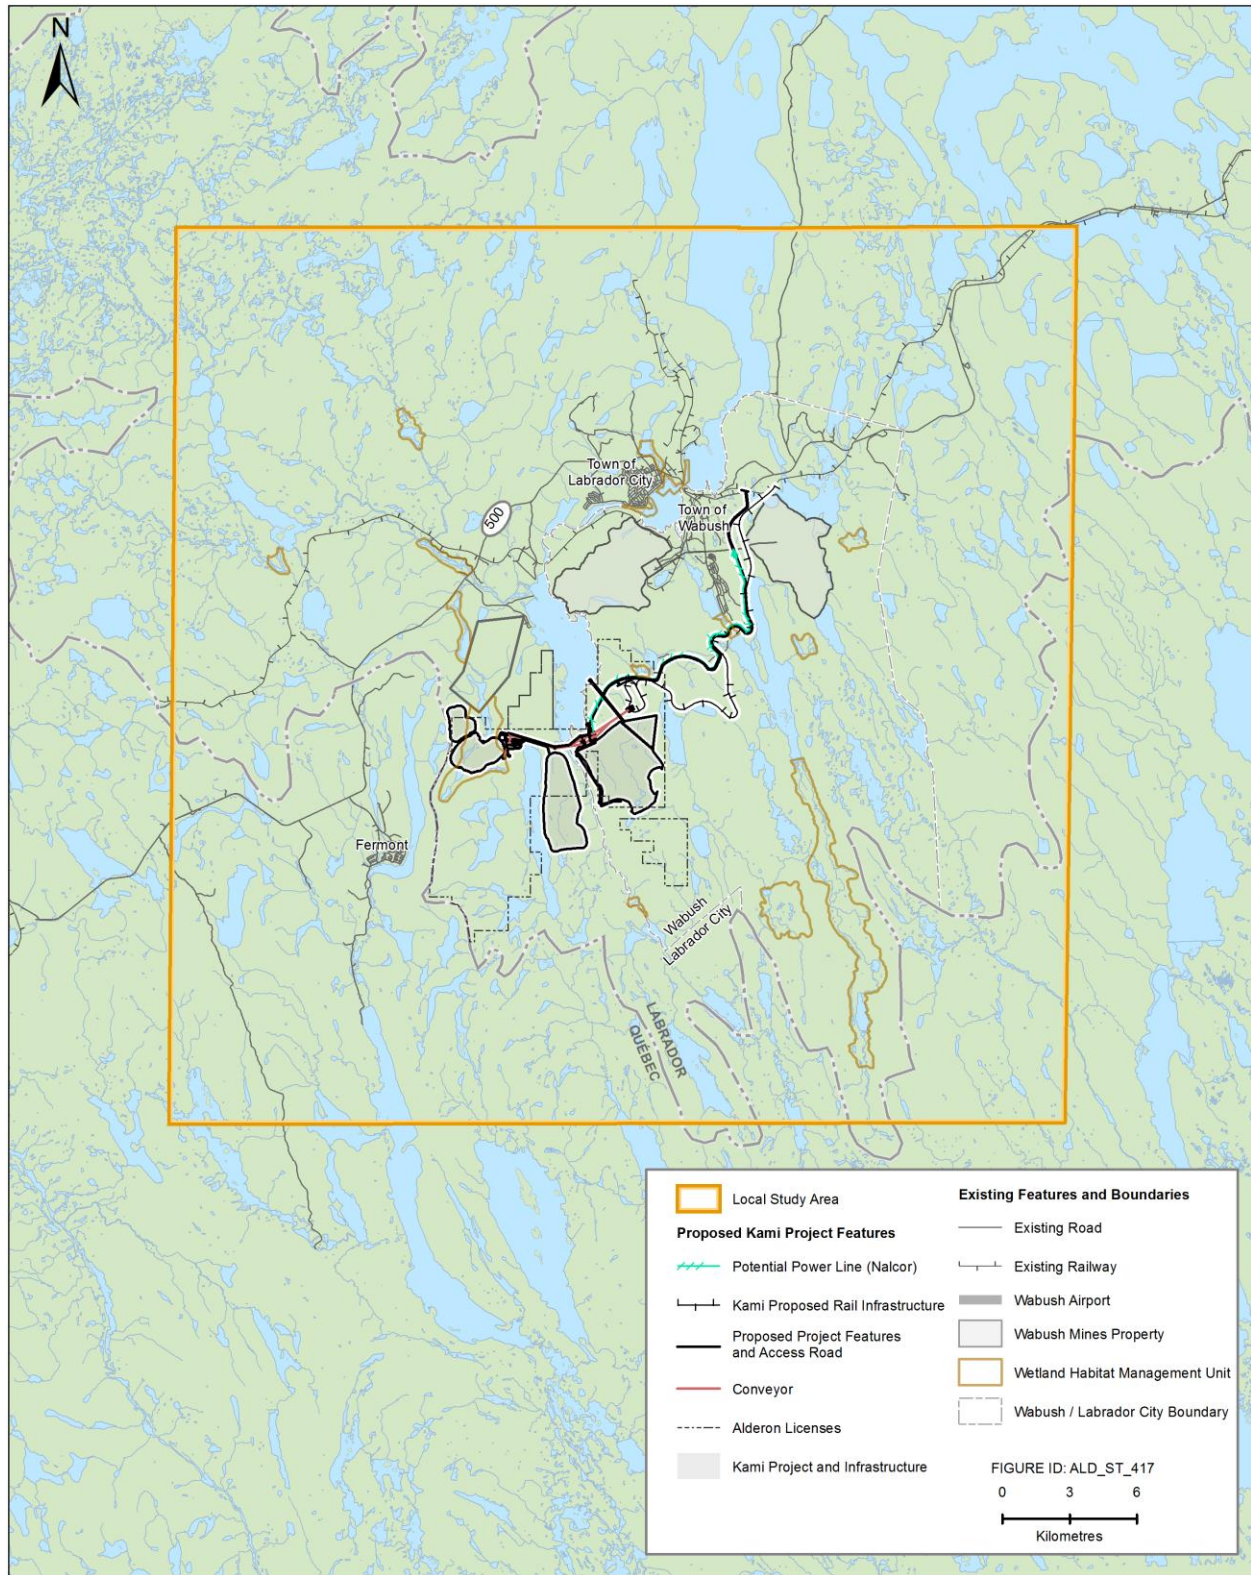 N
Town of
Labrador City
500
Town of
Wabush
Fermont
Wabush
Labrador City
LABRADOR
QUÉBEC
Local Study Area
Proposed Kami Project Features
Potential Power Line (Nalcor)
Kami Proposed Rail Infrastructure
Proposed Project Features
and Access Road
Conveyor
Alderon Licenses
Kami Project and Infrastructure
Existing Features and Boundaries
Existing Road
Existing Railway
Wabush Airport
Wabush Mines Property
Wetland Habitat Management Unit
Wabush / Labrador City Boundary
FIGURE ID: ALD_ST_417
0 3 6
Kilometres